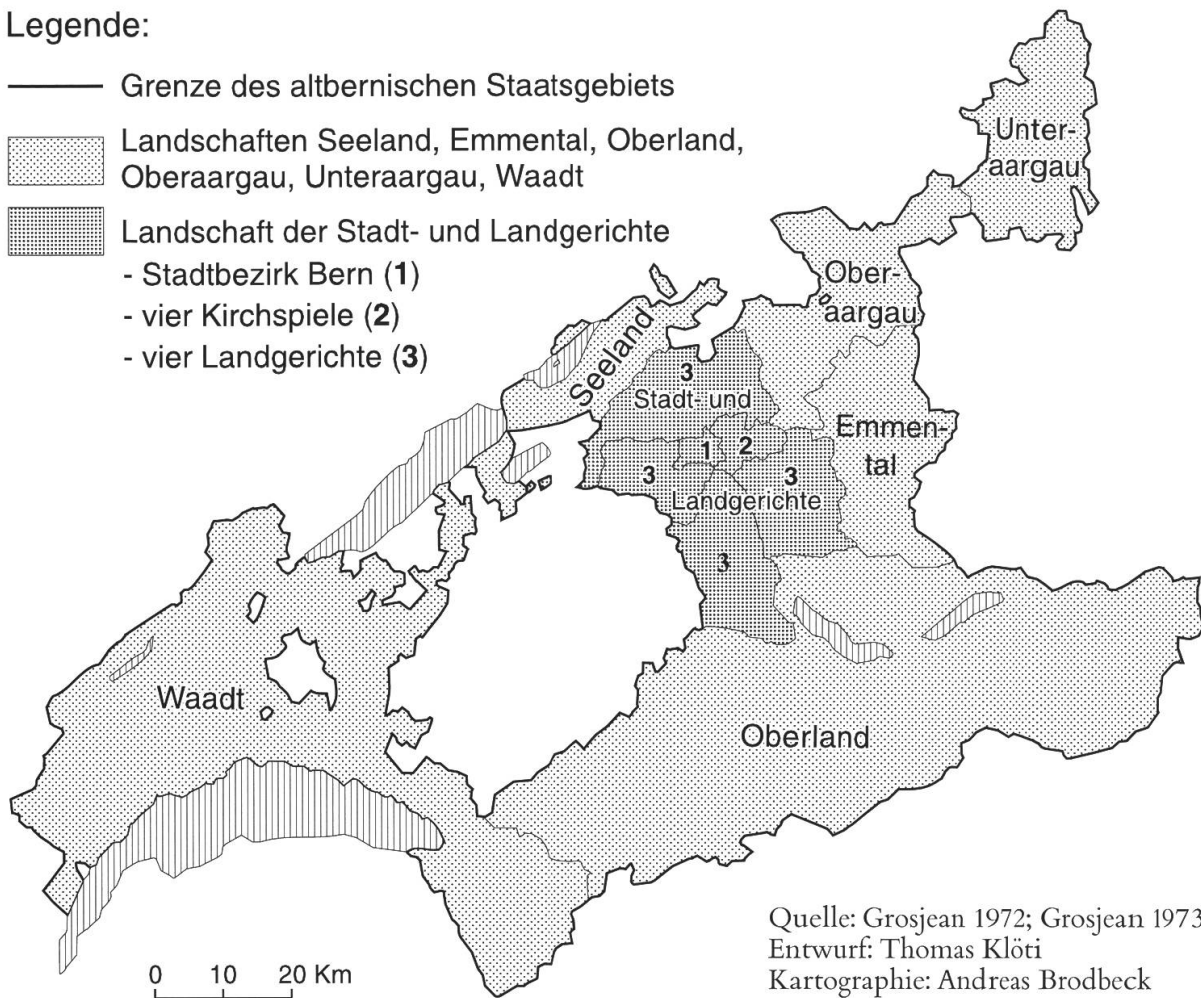 Legende:
Grenze des altbernischen Staatsgebiets
Landschaften Seeland, Emmental, Oberland,
Oberaargau, Unteraargau, Waadt
Landschaft der Stadt- und Landgerichte
- Stadtbezirk Bern (1)
- vier Kirchspiele (2)
- vier Landgerichte (3)
Unter-
aargau
Ober-
aargau
Seeland
3
Stadt- und
Emmen-
tal
1
2
3
3
Landgerichte
3
Waadt
Oberland
0 10 20 Km
Quelle: Grosjean 1972; Grosjean 1973
Entwurf: Thomas Klöti
Kartographie: Andreas Brodbeck